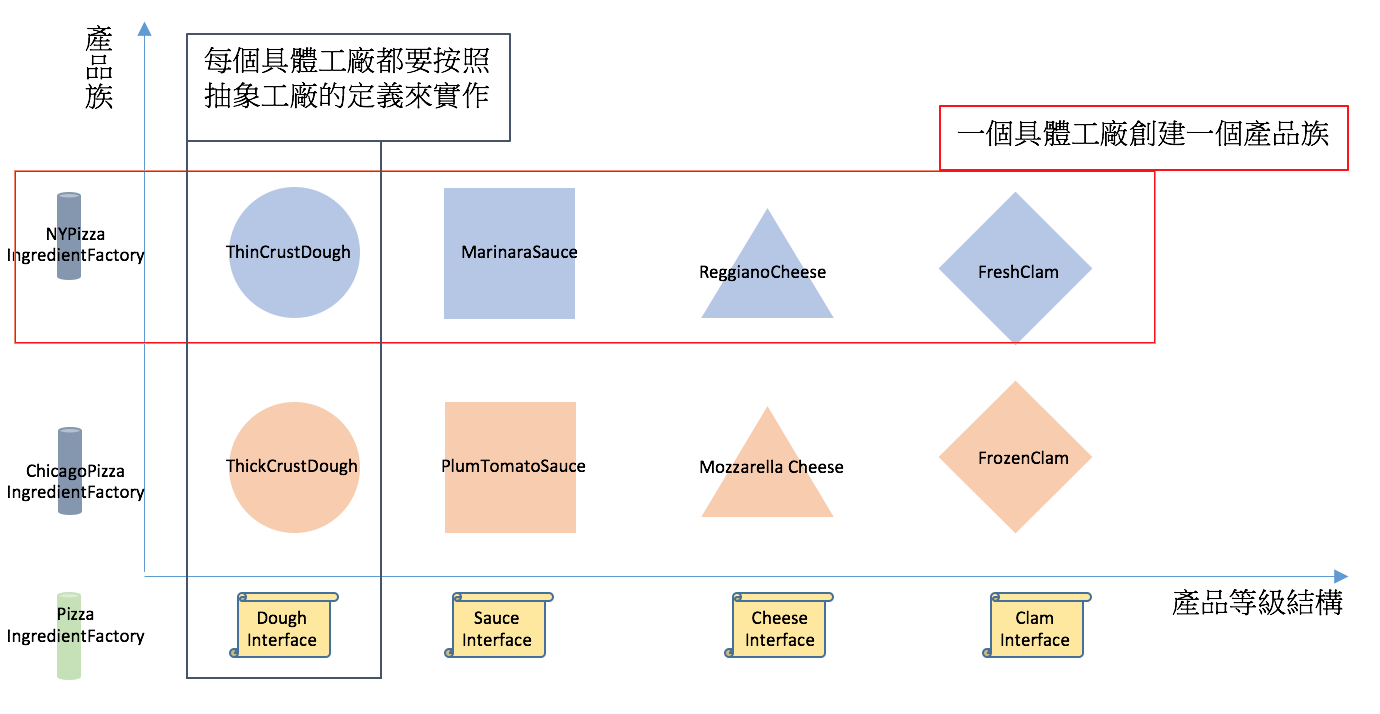 產
品
族
每個具體工廠都要按照
抽象工廠的定義來實作
一個具體工廠創建一個產品族
NYPizza
IngredientFactory
ThinCrustDough
MarinaraSauce
ReggianoCheese
FreshClam
ChicagoPizza
IngredientFactory
ThickCrustDough
PlumTomatoSauce
Mozzarella Cheese
FrozenClam
Pizza
IngredientFactory
Dough
Interface
Sauce
Interface
Cheese
Interface
Clam
Interface
產品等級結構